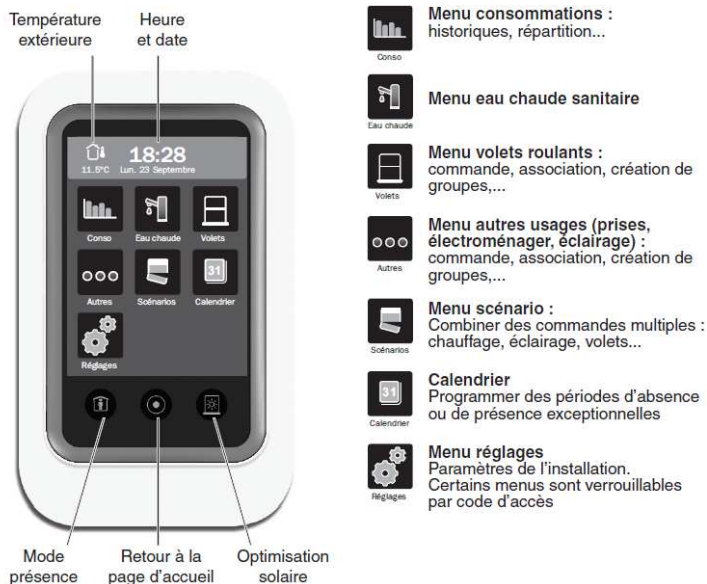 Température
extérieure
Heure
et date
11.5°C
18:28
Lun. 23 Septembre
Conso
Eau chaude
Volets
Autres
31
Scénarios
Calendrier
Réglages
Mode
présence
Retour à la
page d'accueil
Optimisation
solaire
Conso
Menu consommations :
historiques, répartition...
Eau chaude
Menu eau chaude sanitaire
Volets
Menu volets roulants :
commande, association, création de
groupes,...
Autres
Menu autres usages (prises,
électroménager, éclairage) :
commande, association, création de
groupes,...
Scénarios
Menu scénario :
Combiner des commandes multiples :
chauffage, éclairage, volets...
31
Calendrier
Calendrier
Programmer des périodes d'absence
ou de présence exceptionnelles
Réglages
Menu réglages
Paramètres de l'installation.
Certains menus sont verrouillables
par code d'accès